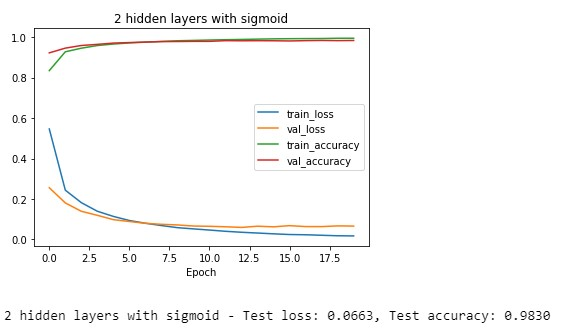 2 hidden layers with sigmoid
1.0
0.8
0.6
0.4
0.2
0.0
train_loss
val_loss
train_accuracy
val_accuracy
0.0 2.5 5.0 7.5 10.0 12.5 15.0 17.5
Epoch
2 hidden layers with sigmoid - Test loss: 0.0663, Test accuracy: 0.9830